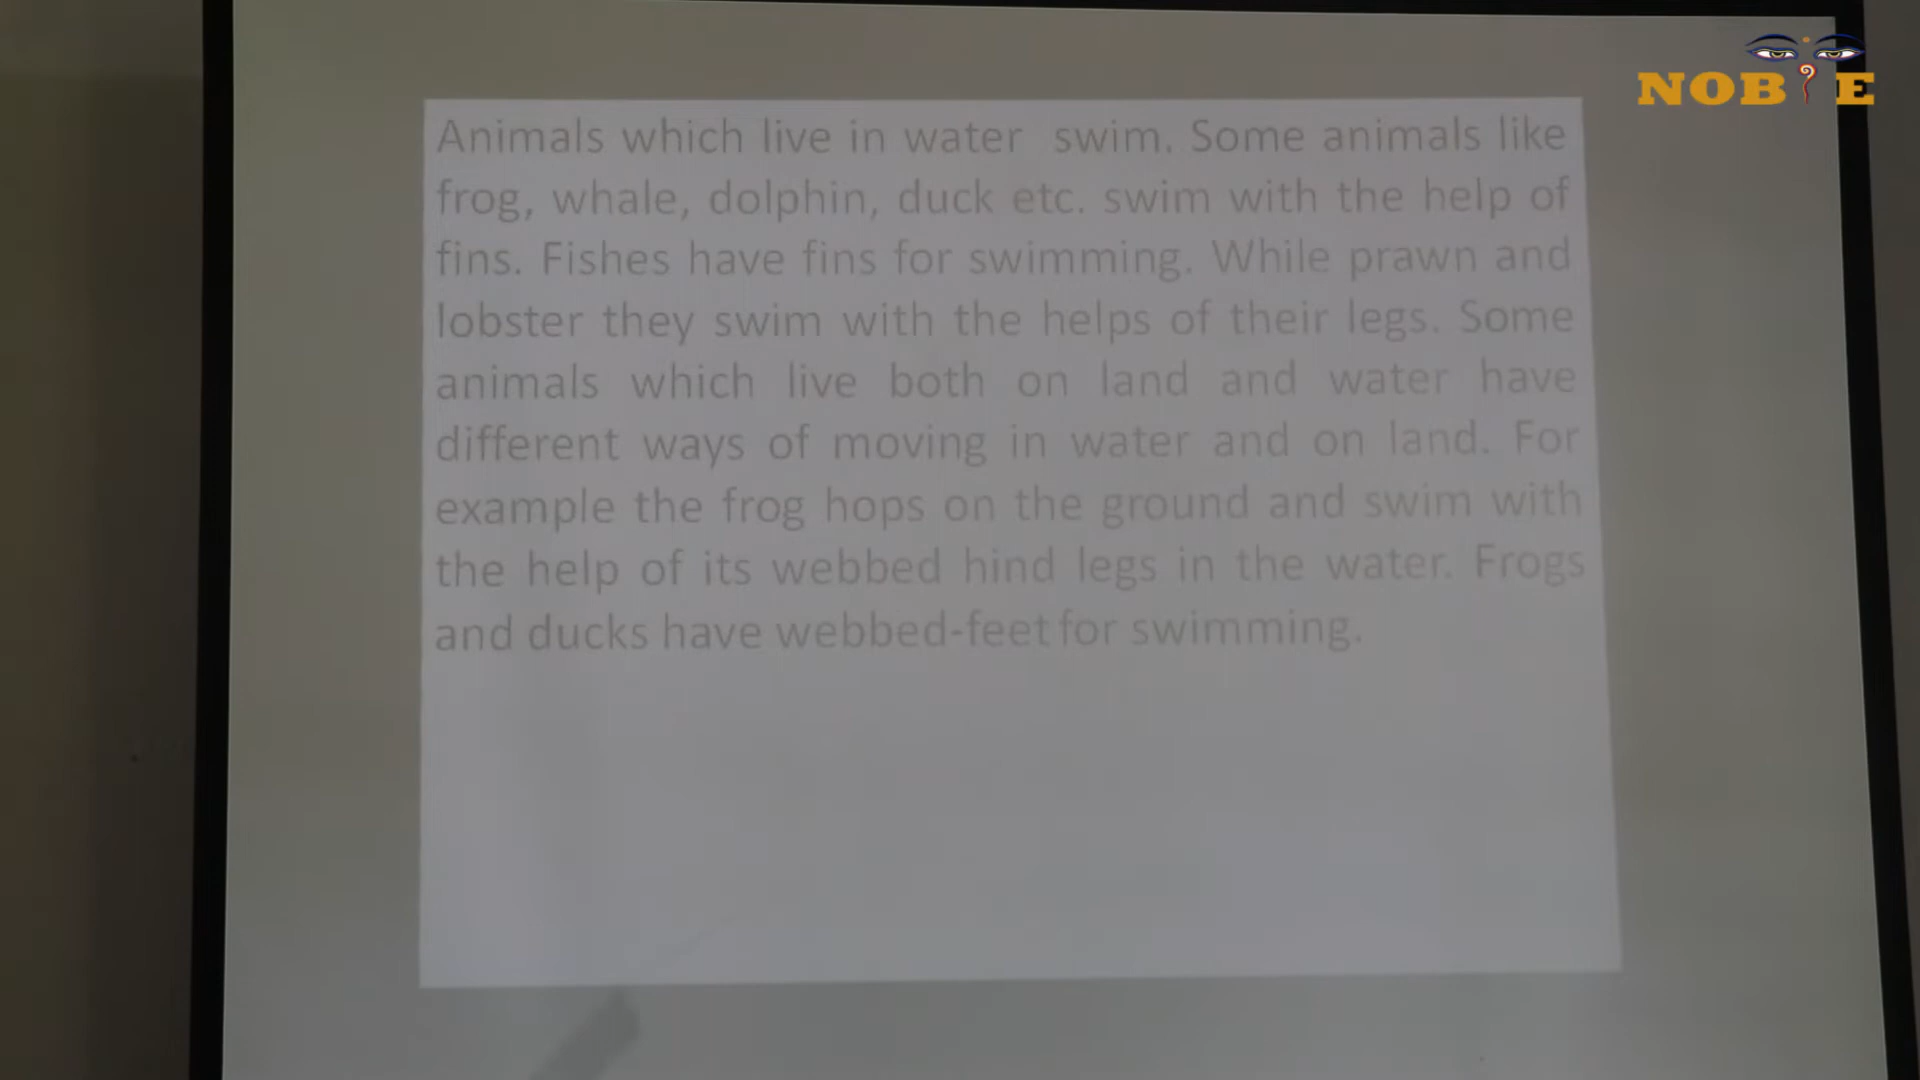 NOB E
Animals which live in water swim. Some animals like
frog, whale, dolphin, duck etc. swim with the help of
fins. Fishes have fins for swimming. While prawn and
lobster they swim with the helps of their legs. Some
animals which live both on land and water have
different ways of moving in water and on land. For
example the frog hops on the ground and swim with
the help of its webbed hind legs in the water. Frogs
and ducks have webbed-feet for swimming.